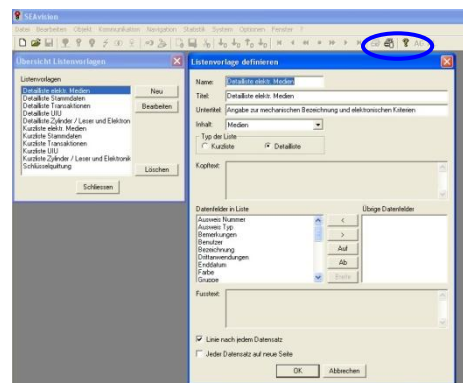 SEAvision
Datei Bearbeiten Objekt Kommunikation Navigation Statistik System Optionen Fenster ?
Übersicht Listenvorlagen
Listenvorlagen
Detailliste elektr. Medien
Detailliste Stammdaten
Detailliste Transaktionen
Detailliste UIU
Detailliste Zylinder / Leser und Elektron
Kurzliste elektr. Medien
Kurzliste Stammdaten
Kurzliste Transaktionen
Kurzliste UIU
Kurzliste Zylinder / Leser und Elektronik
Schlüsselquittung
Neu
Bearbeiten
Löschen
Schliessen
Listenvorlage definieren
Name: Detailliste elektr. Medien
Titel: Detailliste elektr. Medien
Untertitel: Angabe zur mechanischen Bezeichnung und elektronischen Kriterien
Inhalt: Medien
Typ der Liste
Kurzliste Detailliste
Kopftext:
Datenfelder in Liste
Ausweis Nummer
Ausweis Typ
Bemerkungen
Benutzer
Bezeichnung
Drittanwendungen
Enddatum
Farbe
Gruppe
<
>
Auf
Ab
Breite
Übrige Datenfelder
Fusstext:
Linie nach jedem Datensatz
Jeder Datensatz auf neue Seite
OK Abbrechen